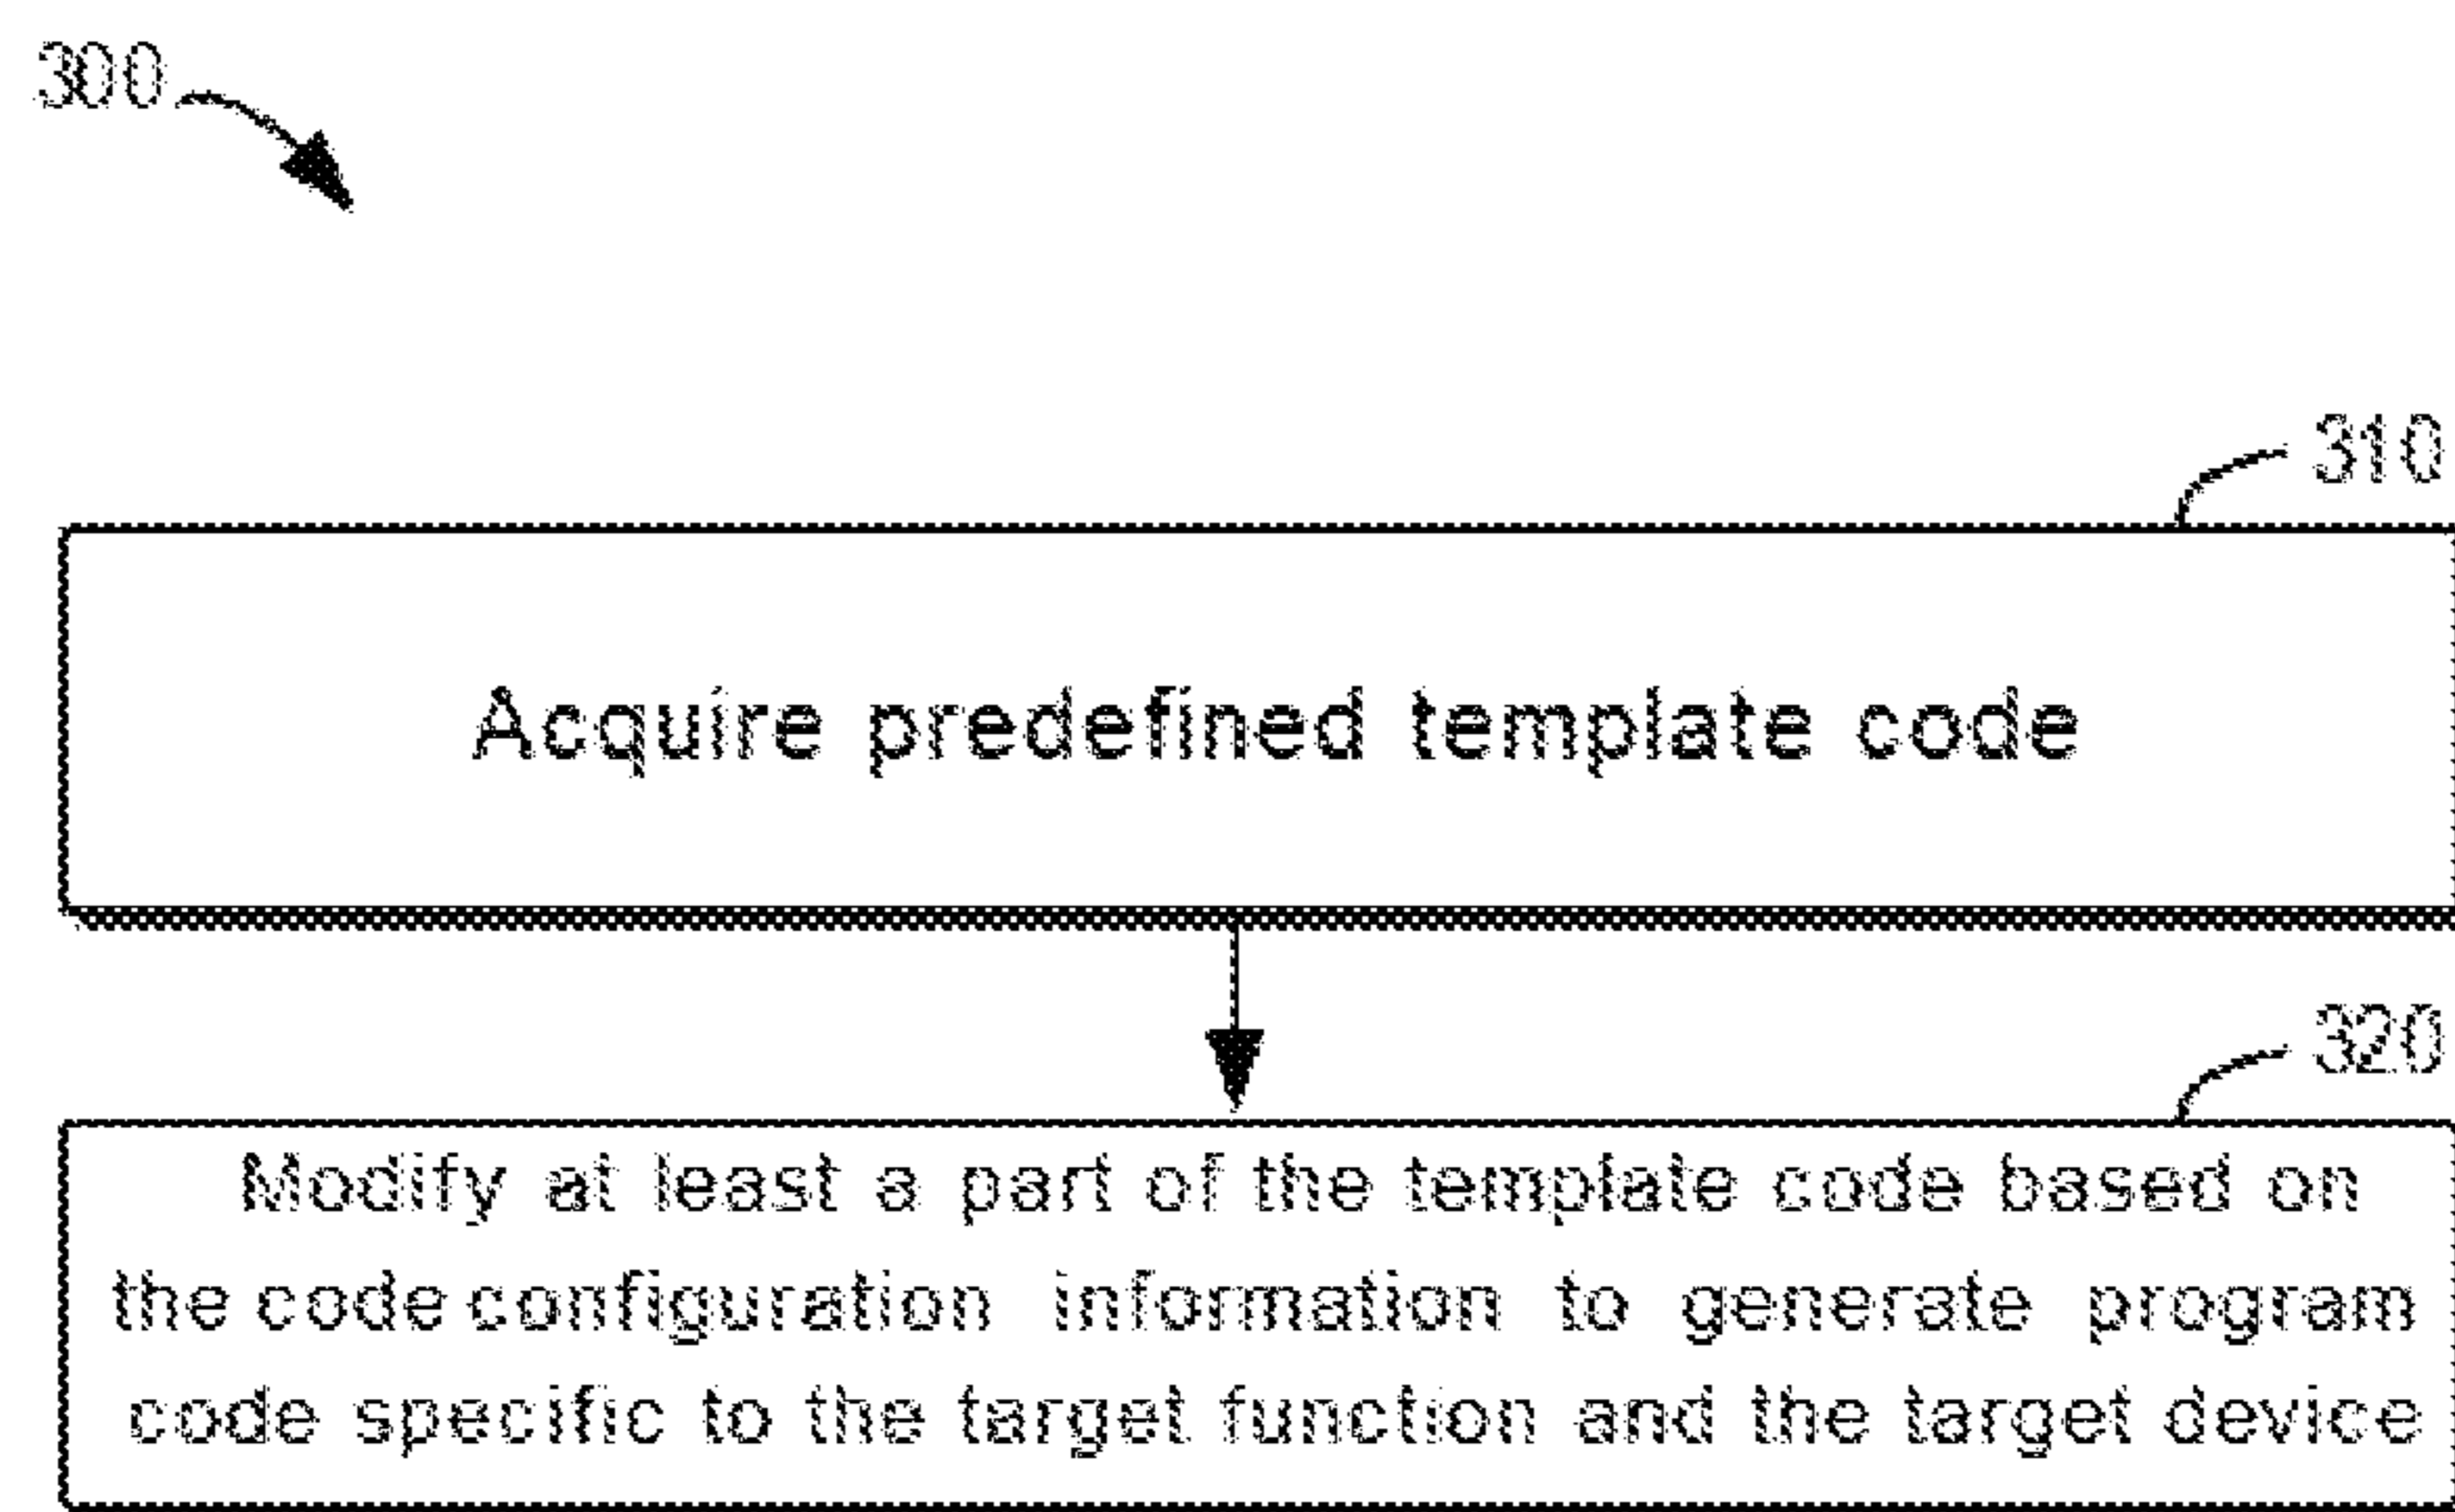 300
310
Acquire predefined template code
320
Modify at least a part of the template code based on
the code configuration information to generate program
code specific to the target function and the target device